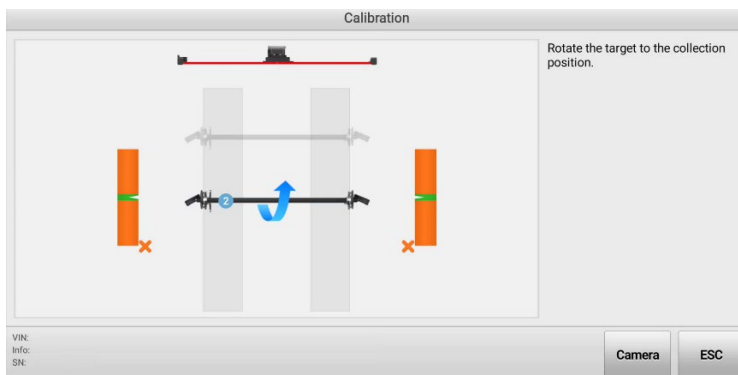 Calibration
Rotate the target to the collection
position.
2
VIN:
Info:
SN:
Camera
ESC